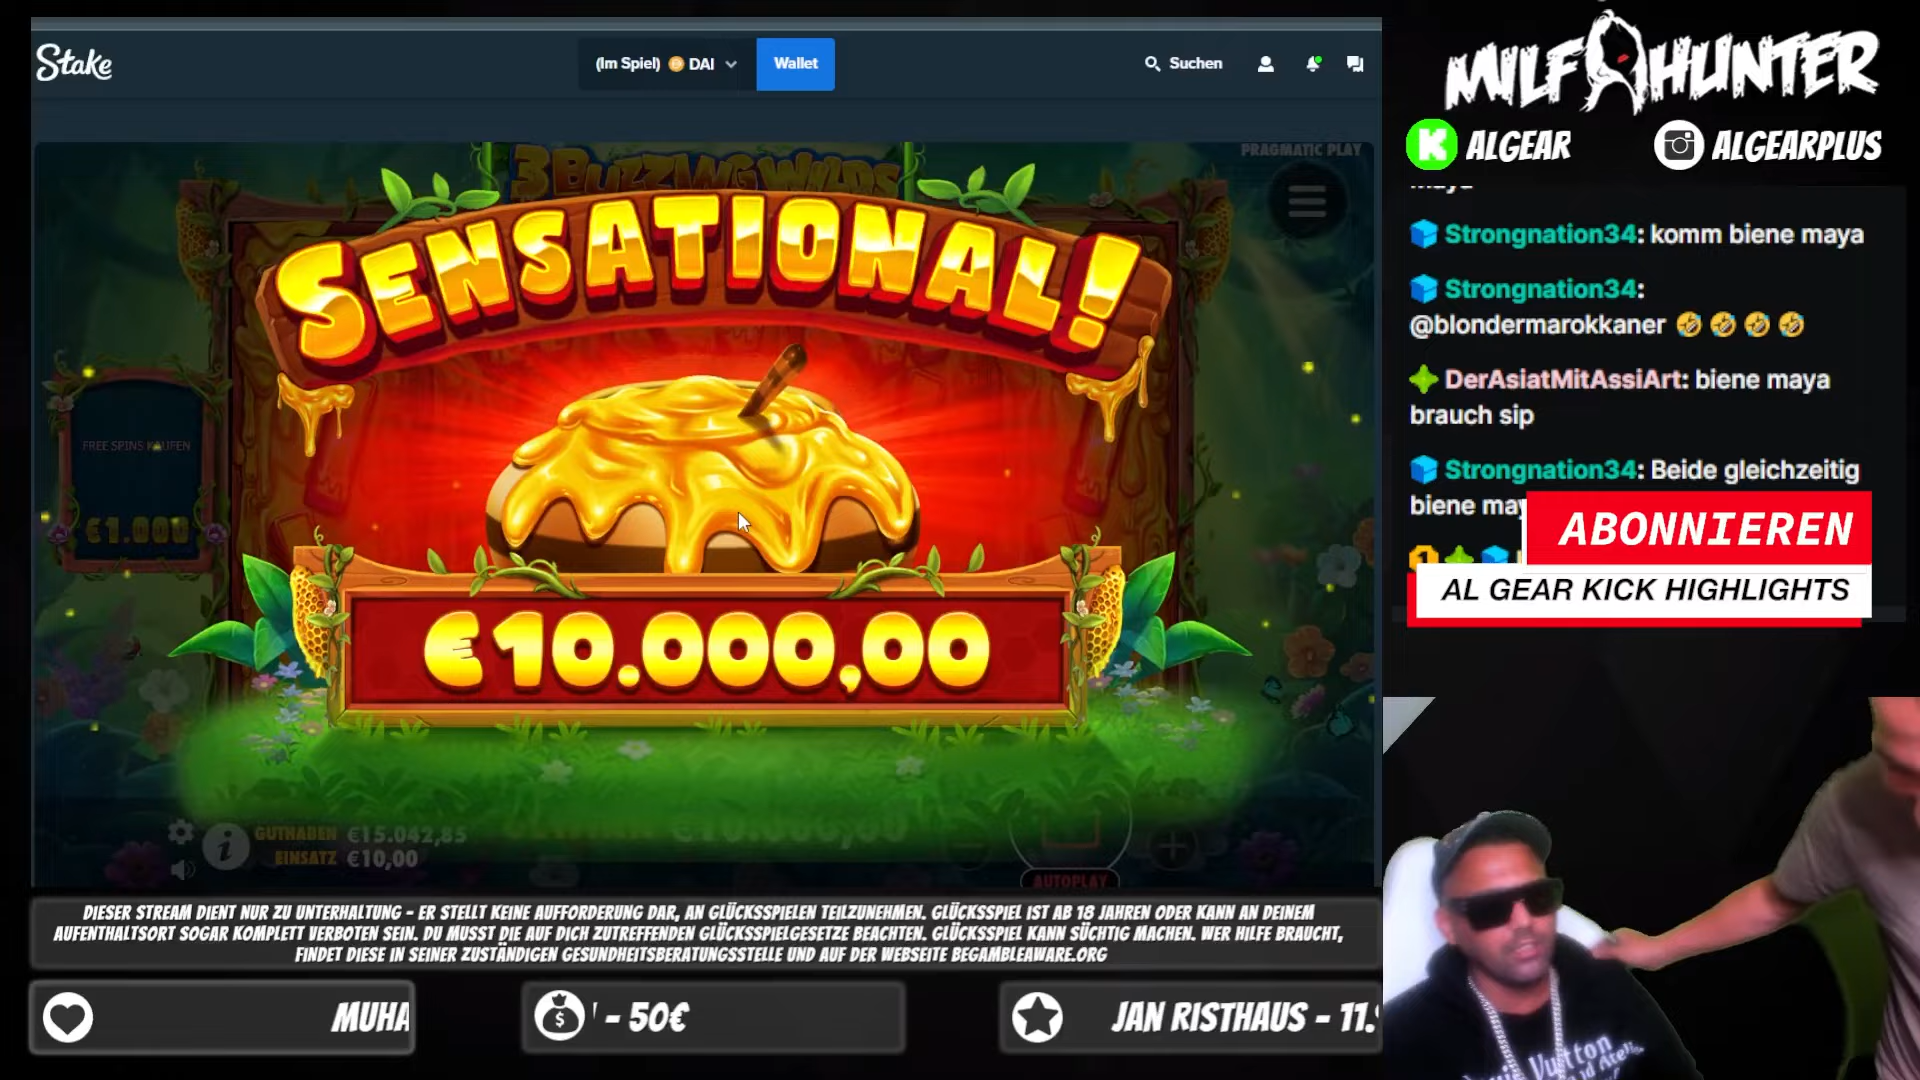 Stake
(Im Spiel) DAI
Wallet
Suchen
3 BUZZING WILDS
PRAGMATIC PLAY
SENSATIONAL!
FREE SPINS KAUFEN
€1.000
€10.000,00
GUTHABEN €15.042,85
EINSATZ €10,00
AUTOPLAY
DIESER STREAM DIENT NUR ZU UNTERHALTUNG - ER STELLT KEINE AUFFORDERUNG DAR, AN GLÜCKSSPIELEN TEILZUNEHMEN. GLÜCKSSPIEL IST AB 18 JAHREN ODER KANN AN DEINEM
AUFENTHALTSORT SOGAR KOMPLETT VERBOTEN SEIN. DU MUSST DIE AUF DICH ZUTREFFENDEN GLÜCKSSPIELGESETZE BEACHTEN. GLÜCKSSPIEL KANN SÜCHTIG MACHEN. WER HILFE BRAUCHT,
FINDET DIESE IN SEINER ZUSTÄNDIGEN GESUNDHEITSBERATUNGSSTELLE UND AUF DER WEBSEITE BEGAMBLEAWARE.ORG
MUHA
- 50€
JAN RISTHAUS - 11.
MILF HUNTER
K ALGEAR
ALGEARPLUS
maya
Strongnation34: komm biene maya
Strongnation34:
@blondermarokkaner 🤣 🤣 🤣 🤣
DerAsiatMitAssiArt: biene maya
brauch sip
Strongnation34: Beide gleichzeitig
biene may
ABONNIEREN
AL GEAR KICK HIGHLIGHTS